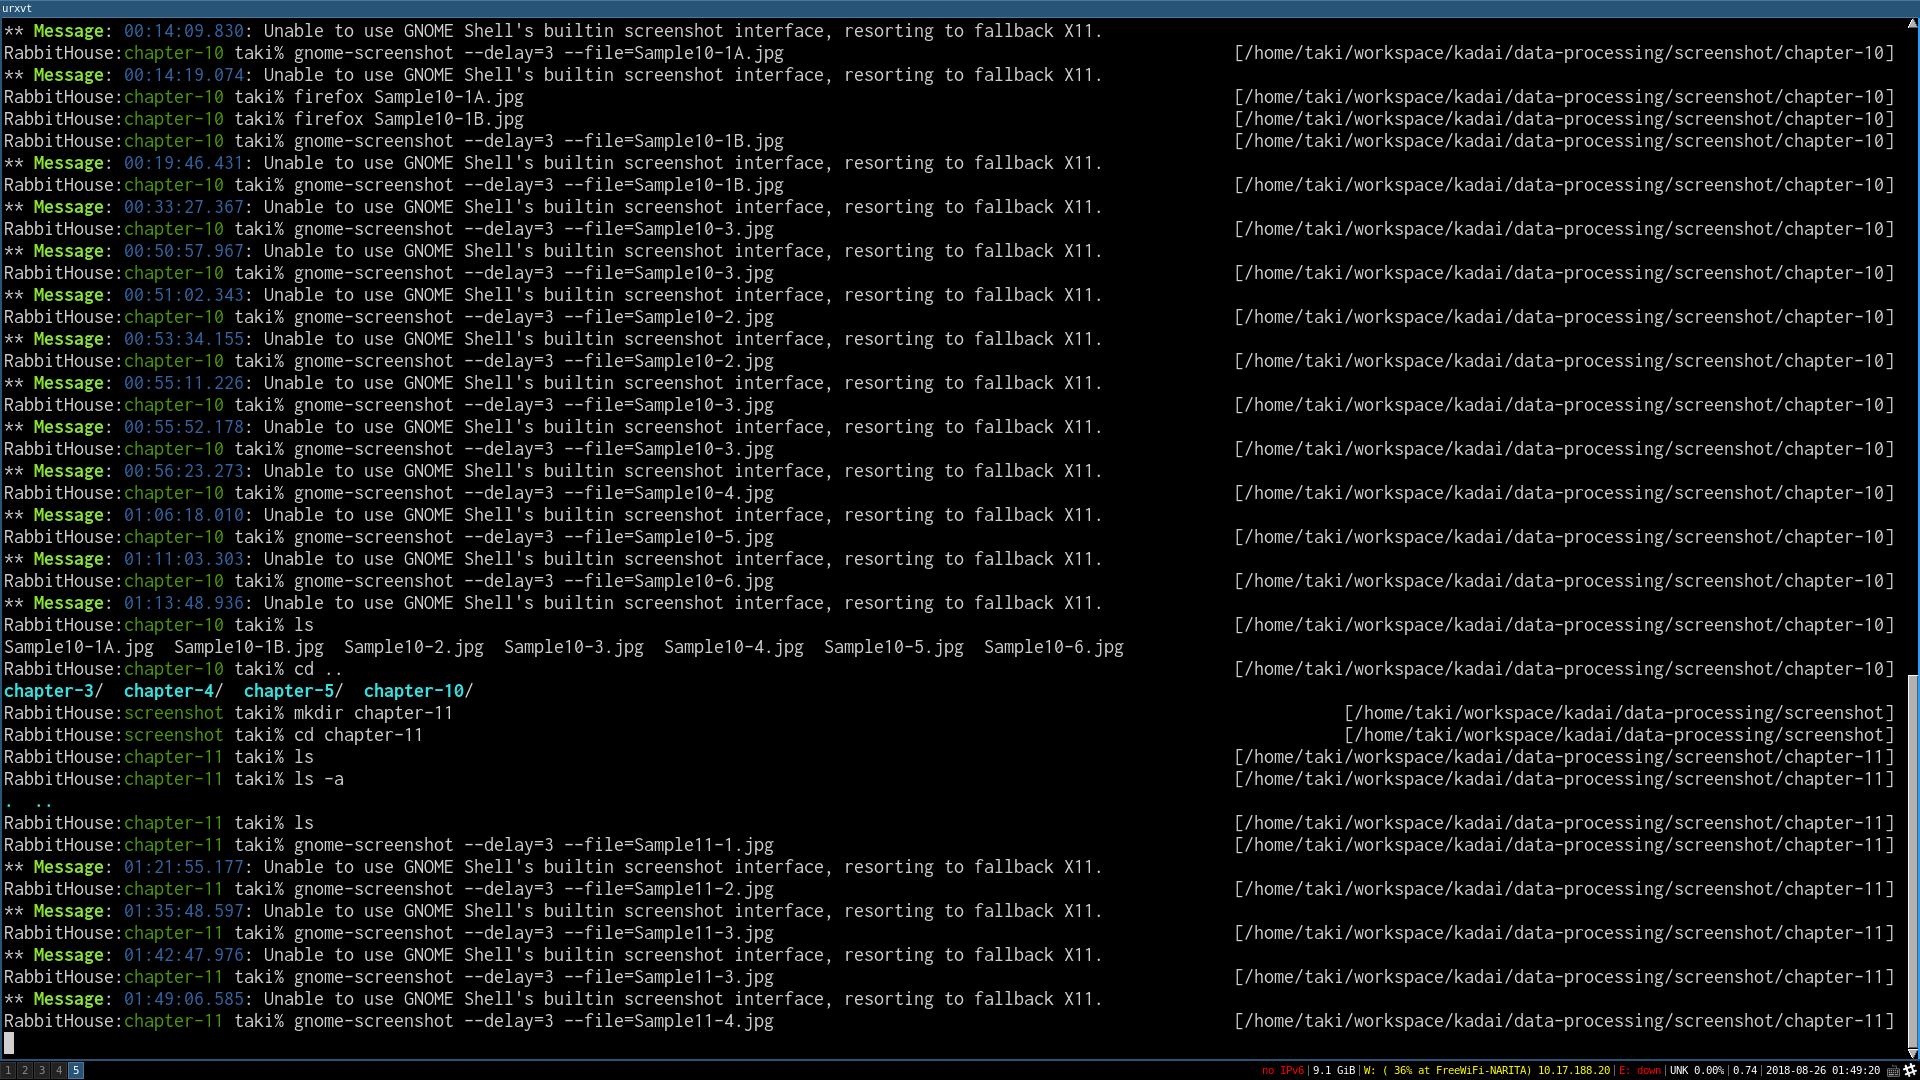 urxvt
** Message: 00:14:09.830: Unable to use GNOME Shell's builtin screenshot interface, resorting to fallback X11.
RabbitHouse:chapter-10 taki% gnome-screenshot --delay=3 --file=Sample10-1A.jpg [/home/taki/workspace/kadai/data-processing/screenshot/chapter-10]
** Message: 00:14:19.074: Unable to use GNOME Shell's builtin screenshot interface, resorting to fallback X11.
RabbitHouse:chapter-10 taki% firefox Sample10-1A.jpg [/home/taki/workspace/kadai/data-processing/screenshot/chapter-10]
RabbitHouse:chapter-10 taki% firefox Sample10-1B.jpg [/home/taki/workspace/kadai/data-processing/screenshot/chapter-10]
RabbitHouse:chapter-10 taki% gnome-screenshot --delay=3 --file=Sample10-1B.jpg [/home/taki/workspace/kadai/data-processing/screenshot/chapter-10]
** Message: 00:19:46.431: Unable to use GNOME Shell's builtin screenshot interface, resorting to fallback X11.
RabbitHouse:chapter-10 taki% gnome-screenshot --delay=3 --file=Sample10-1B.jpg [/home/taki/workspace/kadai/data-processing/screenshot/chapter-10]
** Message: 00:33:27.367: Unable to use GNOME Shell's builtin screenshot interface, resorting to fallback X11.
RabbitHouse:chapter-10 taki% gnome-screenshot --delay=3 --file=Sample10-3.jpg [/home/taki/workspace/kadai/data-processing/screenshot/chapter-10]
** Message: 00:50:57.967: Unable to use GNOME Shell's builtin screenshot interface, resorting to fallback X11.
RabbitHouse:chapter-10 taki% gnome-screenshot --delay=3 --file=Sample10-3.jpg [/home/taki/workspace/kadai/data-processing/screenshot/chapter-10]
** Message: 00:51:02.343: Unable to use GNOME Shell's builtin screenshot interface, resorting to fallback X11.
RabbitHouse:chapter-10 taki% gnome-screenshot --delay=3 --file=Sample10-2.jpg [/home/taki/workspace/kadai/data-processing/screenshot/chapter-10]
** Message: 00:53:34.155: Unable to use GNOME Shell's builtin screenshot interface, resorting to fallback X11.
RabbitHouse:chapter-10 taki% gnome-screenshot --delay=3 --file=Sample10-2.jpg [/home/taki/workspace/kadai/data-processing/screenshot/chapter-10]
** Message: 00:55:11.226: Unable to use GNOME Shell's builtin screenshot interface, resorting to fallback X11.
RabbitHouse:chapter-10 taki% gnome-screenshot --delay=3 --file=Sample10-3.jpg [/home/taki/workspace/kadai/data-processing/screenshot/chapter-10]
** Message: 00:55:52.178: Unable to use GNOME Shell's builtin screenshot interface, resorting to fallback X11.
RabbitHouse:chapter-10 taki% gnome-screenshot --delay=3 --file=Sample10-3.jpg [/home/taki/workspace/kadai/data-processing/screenshot/chapter-10]
** Message: 00:56:23.273: Unable to use GNOME Shell's builtin screenshot interface, resorting to fallback X11.
RabbitHouse:chapter-10 taki% gnome-screenshot --delay=3 --file=Sample10-4.jpg [/home/taki/workspace/kadai/data-processing/screenshot/chapter-10]
** Message: 01:06:18.010: Unable to use GNOME Shell's builtin screenshot interface, resorting to fallback X11.
RabbitHouse:chapter-10 taki% gnome-screenshot --delay=3 --file=Sample10-5.jpg [/home/taki/workspace/kadai/data-processing/screenshot/chapter-10]
** Message: 01:11:03.303: Unable to use GNOME Shell's builtin screenshot interface, resorting to fallback X11.
RabbitHouse:chapter-10 taki% gnome-screenshot --delay=3 --file=Sample10-6.jpg [/home/taki/workspace/kadai/data-processing/screenshot/chapter-10]
** Message: 01:13:48.936: Unable to use GNOME Shell's builtin screenshot interface, resorting to fallback X11.
RabbitHouse:chapter-10 taki% ls [/home/taki/workspace/kadai/data-processing/screenshot/chapter-10]
Sample10-1A.jpg  Sample10-1B.jpg  Sample10-2.jpg  Sample10-3.jpg  Sample10-4.jpg  Sample10-5.jpg  Sample10-6.jpg
RabbitHouse:chapter-10 taki% cd .. [/home/taki/workspace/kadai/data-processing/screenshot/chapter-10]
chapter-3/  chapter-4/  chapter-5/  chapter-10/
RabbitHouse:screenshot taki% mkdir chapter-11 [/home/taki/workspace/kadai/data-processing/screenshot]
RabbitHouse:screenshot taki% cd chapter-11 [/home/taki/workspace/kadai/data-processing/screenshot]
RabbitHouse:chapter-11 taki% ls [/home/taki/workspace/kadai/data-processing/screenshot/chapter-11]
RabbitHouse:chapter-11 taki% ls -a [/home/taki/workspace/kadai/data-processing/screenshot/chapter-11]
.  ..
RabbitHouse:chapter-11 taki% ls [/home/taki/workspace/kadai/data-processing/screenshot/chapter-11]
RabbitHouse:chapter-11 taki% gnome-screenshot --delay=3 --file=Sample11-1.jpg [/home/taki/workspace/kadai/data-processing/screenshot/chapter-11]
** Message: 01:21:55.177: Unable to use GNOME Shell's builtin screenshot interface, resorting to fallback X11.
RabbitHouse:chapter-11 taki% gnome-screenshot --delay=3 --file=Sample11-2.jpg [/home/taki/workspace/kadai/data-processing/screenshot/chapter-11]
** Message: 01:35:48.597: Unable to use GNOME Shell's builtin screenshot interface, resorting to fallback X11.
RabbitHouse:chapter-11 taki% gnome-screenshot --delay=3 --file=Sample11-3.jpg [/home/taki/workspace/kadai/data-processing/screenshot/chapter-11]
** Message: 01:42:47.976: Unable to use GNOME Shell's builtin screenshot interface, resorting to fallback X11.
RabbitHouse:chapter-11 taki% gnome-screenshot --delay=3 --file=Sample11-3.jpg [/home/taki/workspace/kadai/data-processing/screenshot/chapter-11]
** Message: 01:49:06.585: Unable to use GNOME Shell's builtin screenshot interface, resorting to fallback X11.
RabbitHouse:chapter-11 taki% gnome-screenshot --delay=3 --file=Sample11-4.jpg [/home/taki/workspace/kadai/data-processing/screenshot/chapter-11]
1 2 3 4 5 no IPv6|9.1 GiB|W: ( 36% at FreeWiFi-NARITA) 10.17.188.20|E: down|UNK 0.00%|0.74|2018-08-26 01:49:20